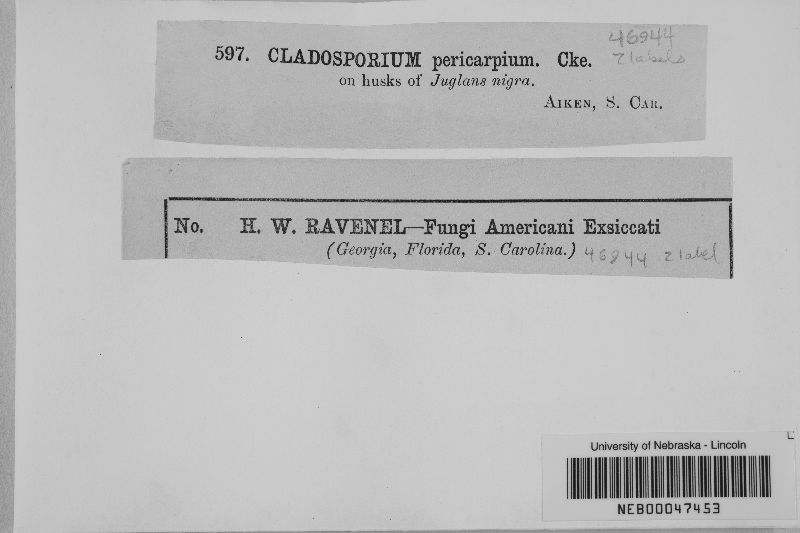 597. CLADOSPORIUM pericarpium. Cke.
46944
2 labels
on husks of Juglans nigra.
AIKEN, S. CAR.
No. H. W. RAVENEL—Fungi Americani Exsiccati
(Georgia, Florida, S. Carolina.) 46944 2 label
University of Nebraska - Lincoln
NEB00047453